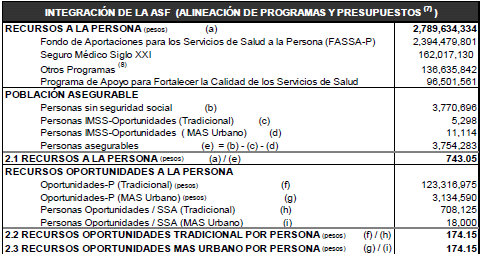 INTEGRACIÓN DE LA ASF (ALINEACIÓN DE PROGRAMAS Y PRESUPUESTOS (7) )
RECURSOS A LA PERSONA (pesos) (a) 2,789,634,334
Fondo de Aportaciones para los Servicios de Salud a la Persona (FASSA-P) 2,394,479,801
Seguro Médico Siglo XXI 162,017,130
Otros Programas (8) 136,635,842
Programa de Apoyo para Fortalecer la Calidad de los Servicios de Salud 96,501,561
POBLACIÓN ASEGURABLE
Personas sin seguridad social (b) 3,770,696
Personas IMSS-Oportunidades (Tradicional) (c) 5,298
Personas IMSS-Oportunidades ( MAS Urbano) (d) 11,114
Personas asegurables (e) = (b) - (c) - (d) 3,754,283
2.1 RECURSOS A LA PERSONA (pesos) (a) / (e) 743.05
RECURSOS OPORTUNIDADES A LA PERSONA
Oportunidades-P (Tradicional) (pesos) (f) 123,316,975
Oportunidades-P (MAS Urbano) (pesos) (g) 3,134,590
Personas Oportunidades / SSA (Tradicional) (h) 708,125
Personas Oportunidades / SSA (MAS Urbano) (i) 18,000
2.2 RECURSOS OPORTUNIDADES TRADICIONAL POR PERSONA (pesos) (f) / (h) 174.15
2.3 RECURSOS OPORTUNIDADES MAS URBANO POR PERSONA (pesos) (g) / (i) 174.15